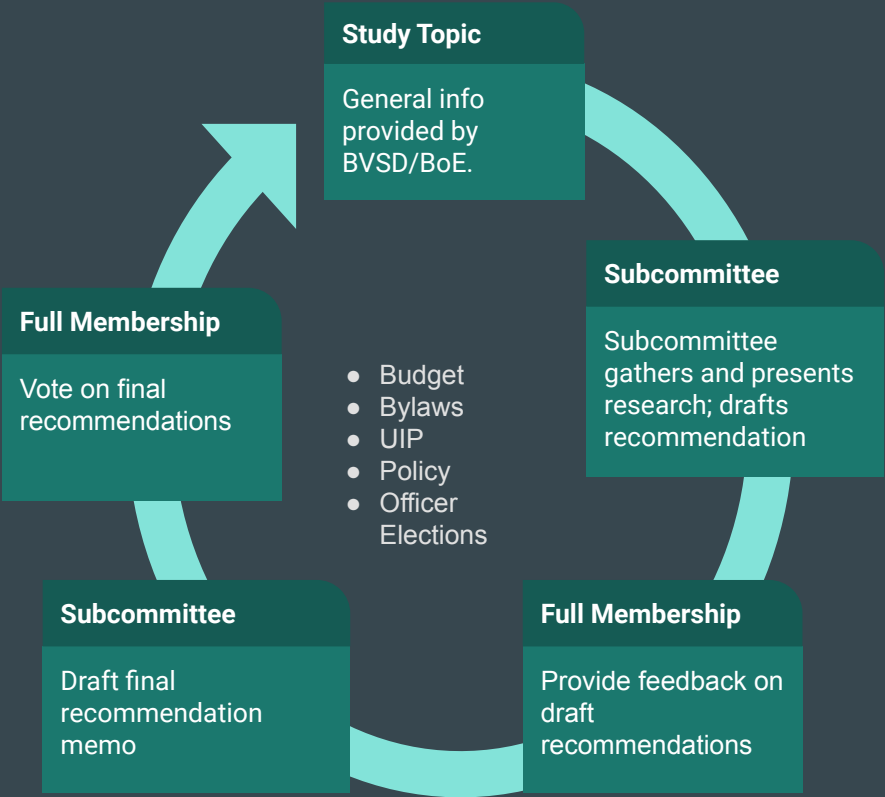 Study Topic
General info
provided by
BVSD/BoE.
Subcommittee
Subcommittee
gathers and presents
research; drafts
recommendation
Full Membership
Provide feedback on
draft
recommendations
Subcommittee
Draft final
recommendation
memo
Full Membership
Vote on final
recommendations
● Budget
● Bylaws
● UIP
● Policy
● Officer
Elections